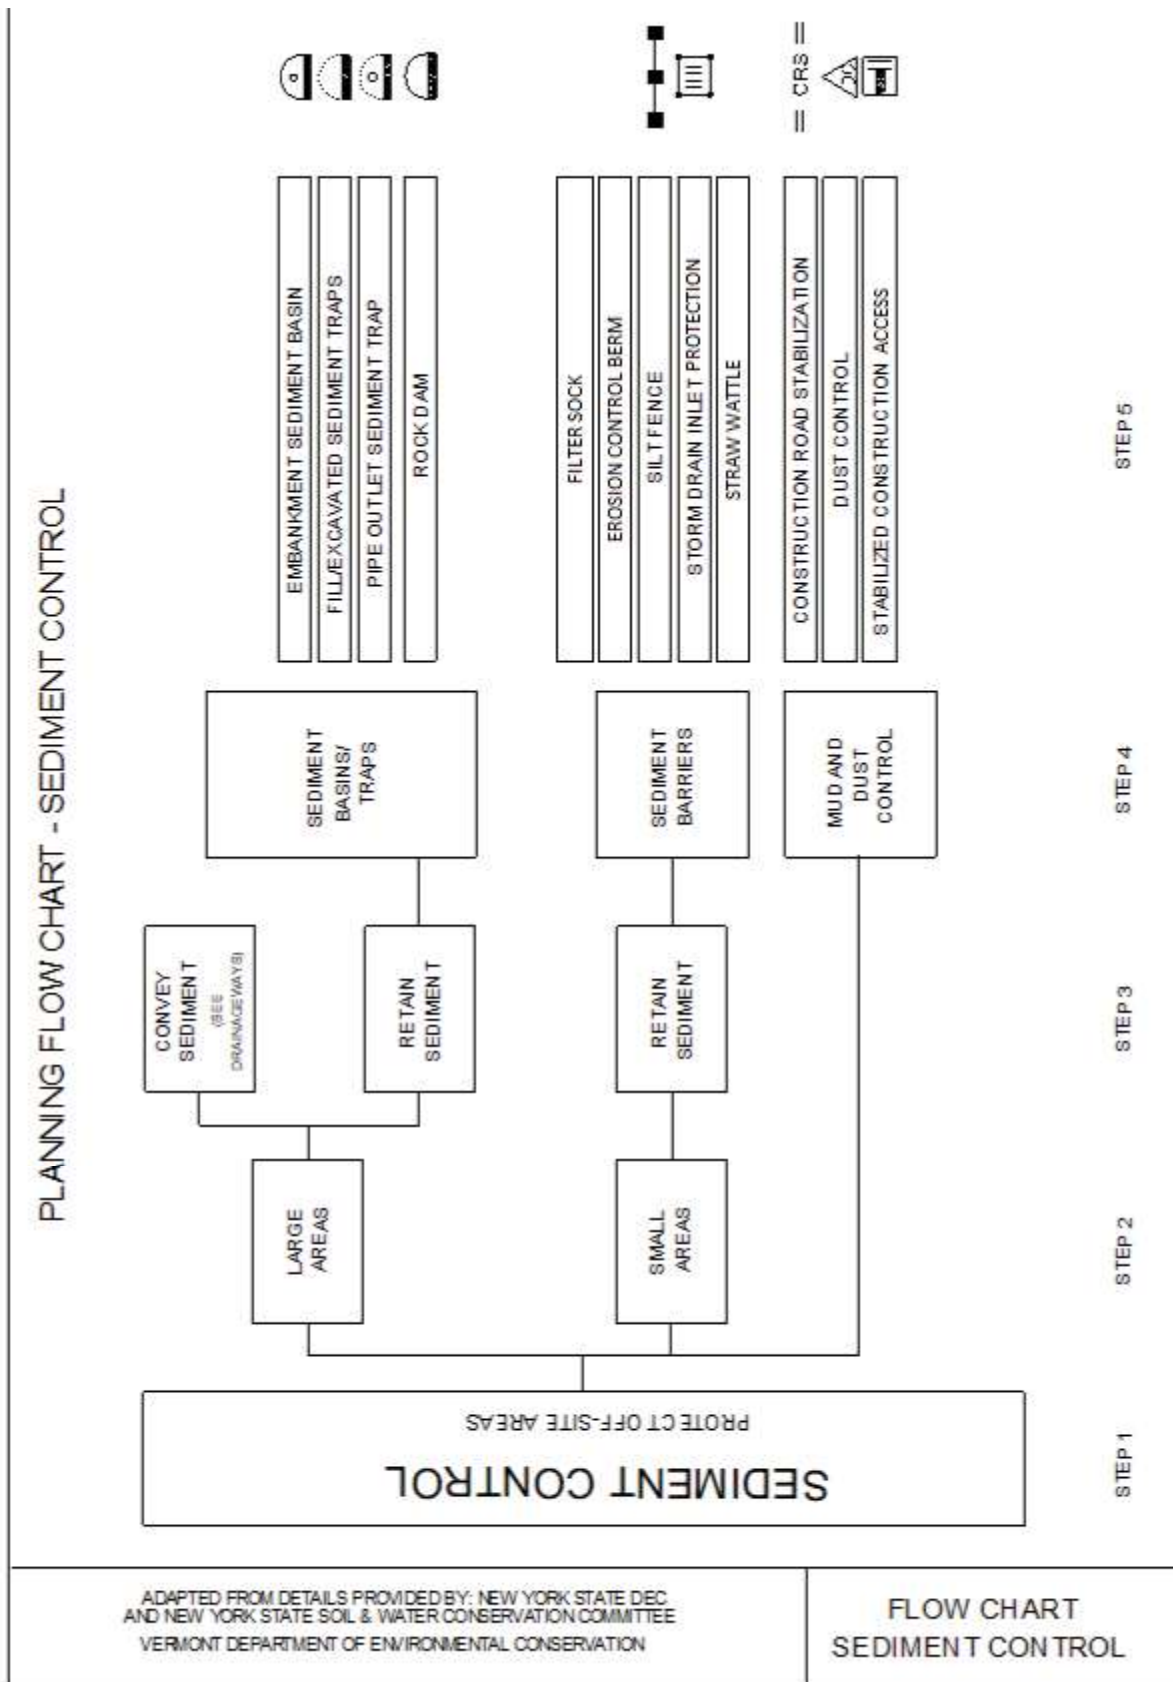 PLANNING FLOW CHART - SEDIMENT CONTROL
SEDIMENT CONTROL
PROTECT OFF-SITE AREAS
LARGE
AREAS
SMALL
AREAS
CONVEY
SEDIMENT
(SEE
DRAINAGEWAYS)
RETAIN
SEDIMENT
RETAIN
SEDIMENT
SEDIMENT
BASINS/
TRAPS
SEDIMENT
BARRIERS
MUD AND
DUST
CONTROL
EMBANKMENT SEDIMENT BASIN
FILL/EXCAVATED SEDIMENT TRAPS
PIPE OUTLET SEDIMENT TRAP
ROCK DAM
FILTER SOCK
EROSION CONTROL BERM
SILT FENCE
STORM DRAIN INLET PROTECTION
STRAW WATTLE
CONSTRUCTION ROAD STABILIZATION
DUST CONTROL
STABILIZED CONSTRUCTION ACCESS
= CRS =
DC
STEP 1
STEP 2
STEP 3
STEP 4
STEP 5
ADAPTED FROM DETAILS PROVIDED BY: NEW YORK STATE DEC
AND NEW YORK STATE SOIL & WATER CONSERVATION COMMITTEE
VERMONT DEPARTMENT OF ENVIRONMENTAL CONSERVATION
FLOW CHART
SEDIMENT CONTROL